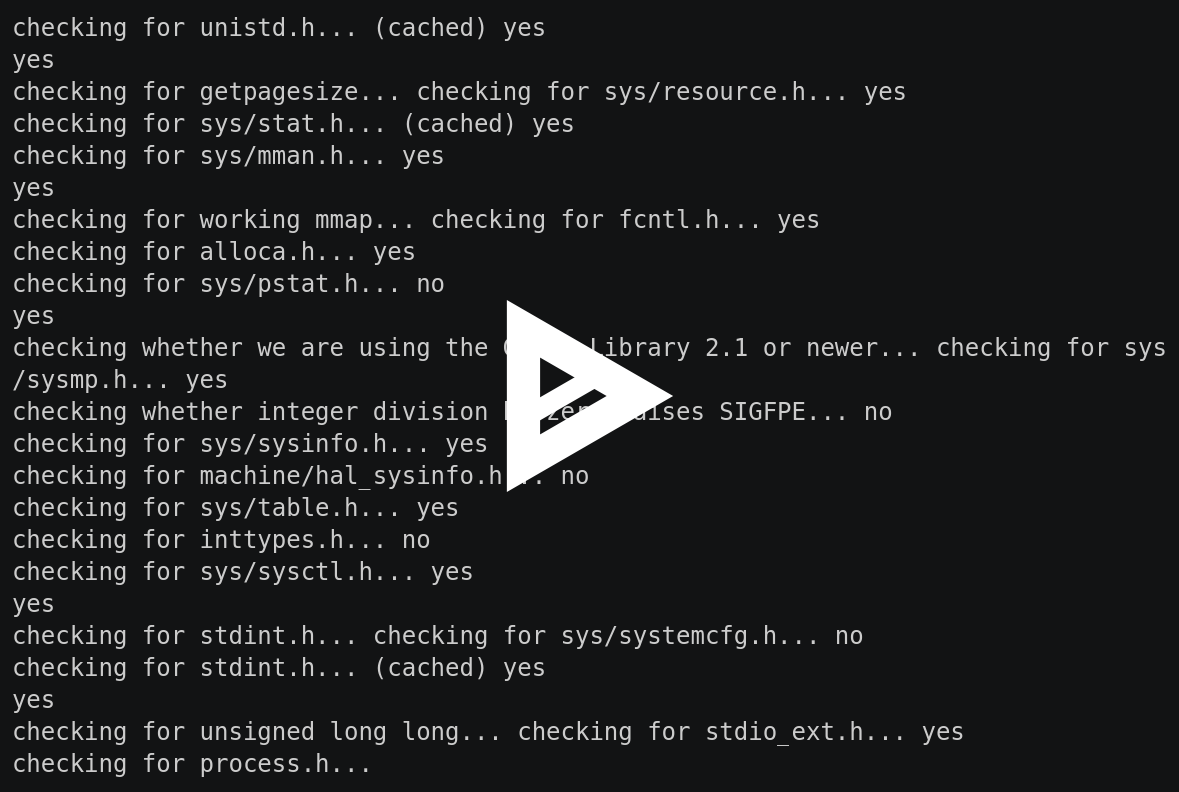 checking for unistd.h... (cached) yes
yes
checking for getpagesize... checking for sys/resource.h... yes
checking for sys/stat.h... (cached) yes
checking for sys/mman.h... yes
yes
checking for working mmap... checking for fcntl.h... yes
checking for alloca.h... yes
checking for sys/pstat.h... no
yes
checking whether we are using the Library 2.1 or newer... checking for sys
/sysmp.h... yes
checking whether integer division SIGFPE... no
checking for sys/sysinfo.h... yes
checking for machine/hal_sysinfo.h... no
checking for sys/table.h... yes
checking for inttypes.h... no
checking for sys/sysctl.h... yes
yes
checking for stdint.h... checking for sys/systemcfg.h... no
checking for stdint.h... (cached) yes
yes
checking for unsigned long long... checking for stdio_ext.h... yes
checking for process.h...